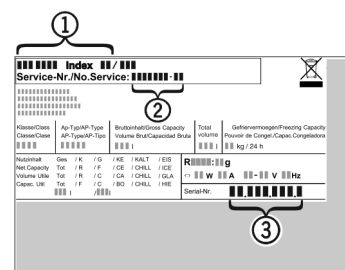 1
Index /
Service-Nr./No.Service: -
2
Klasse/Class Ap-Typ/AP-Type Bruttoinhalt/Gross Capacity Total Gefriervermoegen/Freezing Capacity
Classe/Clase AP-Type/AP-Tipo Volume Brut/Capacidad Bruta volume Pouvoir de Congel./Capac.Congeladora
l l kg / 24 h
Nutzinhalt Ges / K / G / KE / KALT / EIS
Net.Capacity Tot / R / F / CE / CHILL / ICE
Volume Utile Tot / R / C / CA / CHILL / GLA
Capac. Util Tot / F / C / BO / CHILL / HIE
l / l
R : g
W A - V Hz
Serial-Nr. . . .
3